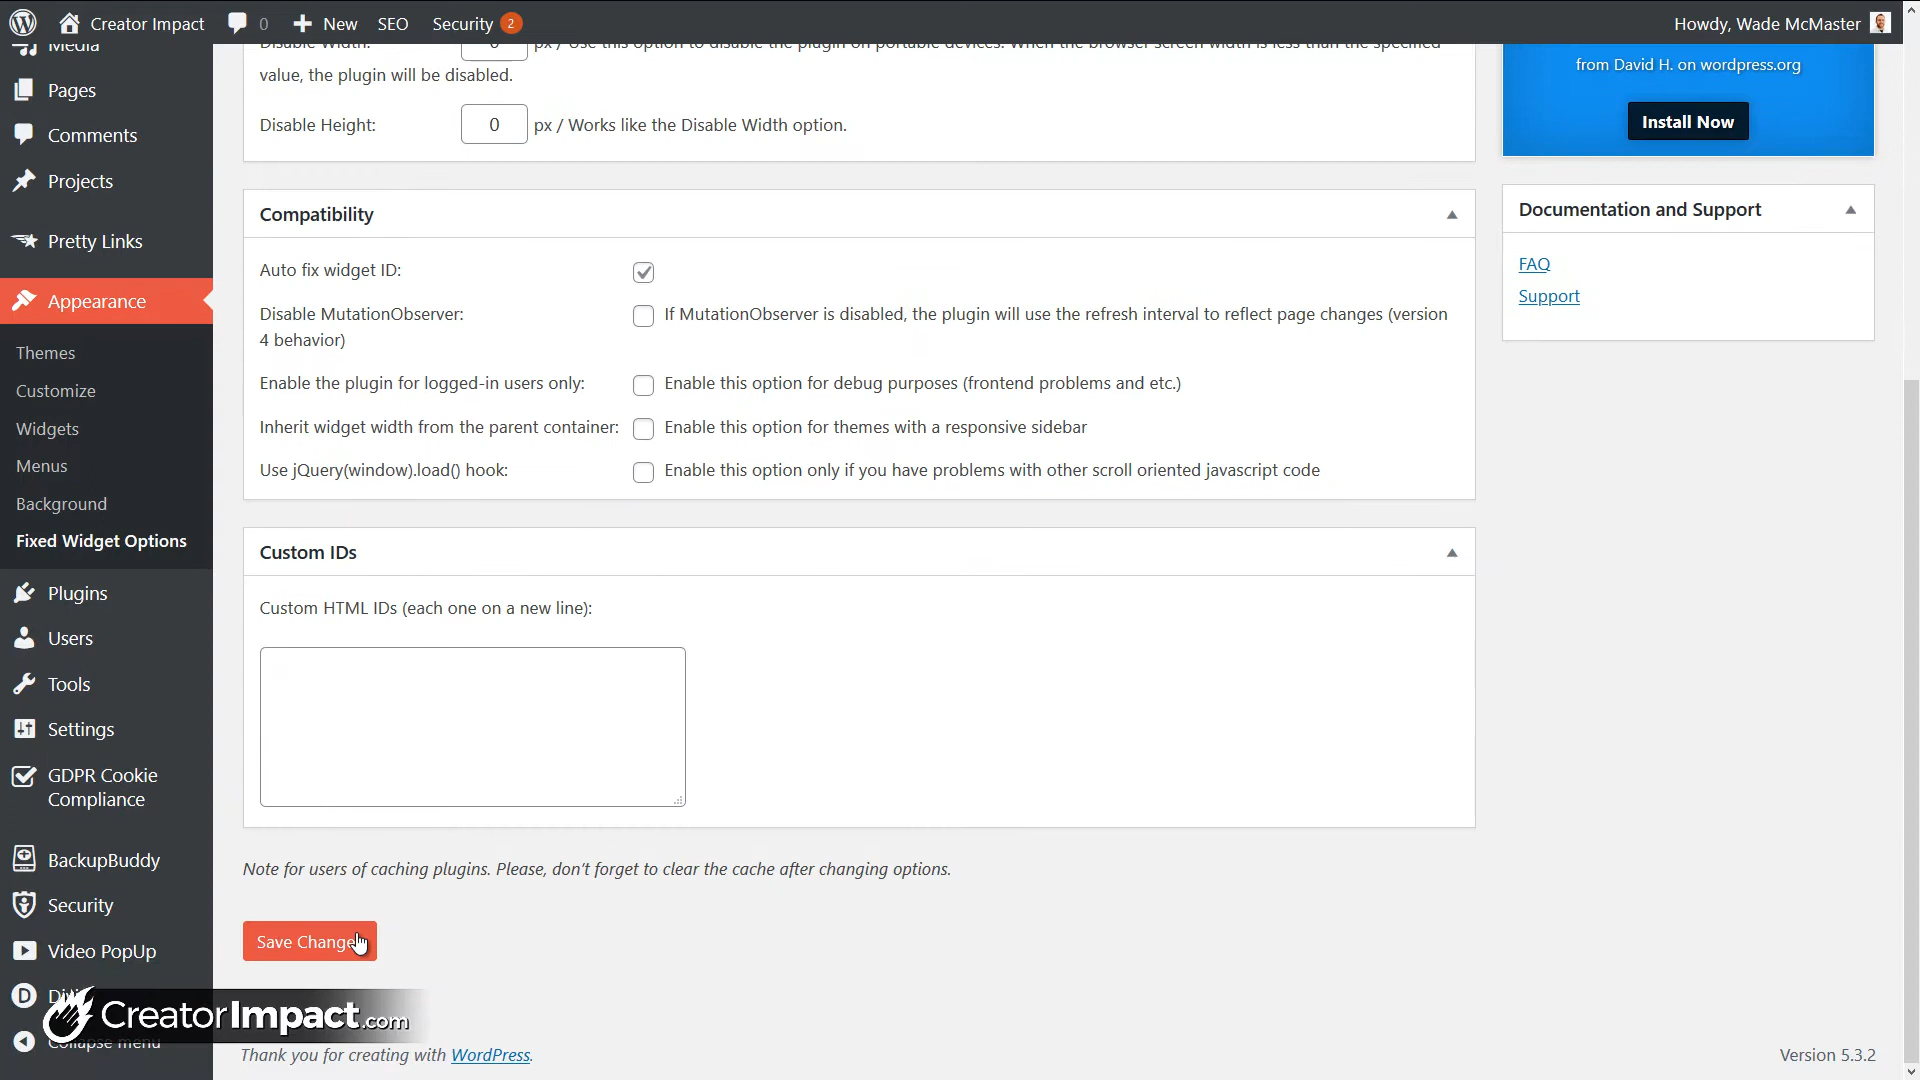 Creator Impact
0
New
SEO
Security
2
Howdy, Wade McMaster
Media
Pages
Comments
Projects
Pretty Links
Appearance
Themes
Customize
Widgets
Menus
Background
Fixed Widget Options
Plugins
Users
Tools
Settings
GDPR Cookie
Compliance
BackupBuddy
Security
Video PopUp
Collapse menu
Disable Width:
0
px / Use this option to disable the plugin on portable devices. When the browser screen width is less than the specified
value, the plugin will be disabled.
Disable Height:
0
px / Works like the Disable Width option.
Compatibility
Auto fix widget ID:
Disable MutationObserver:
If MutationObserver is disabled, the plugin will use the refresh interval to reflect page changes (version
4 behavior)
Enable the plugin for logged-in users only:
Enable this option for debug purposes (frontend problems and etc.)
Inherit widget width from the parent container:
Enable this option for themes with a responsive sidebar
Use jQuery(window).load() hook:
Enable this option only if you have problems with other scroll oriented javascript code
Custom IDs
Custom HTML IDs (each one on a new line):
Note for users of caching plugins. Please, don't forget to clear the cache after changing options.
Save Change
Thank you for creating with WordPress.
Version 5.3.2
from David H. on wordpress.org
Install Now
Documentation and Support
FAQ
Support
CreatorImpact.com